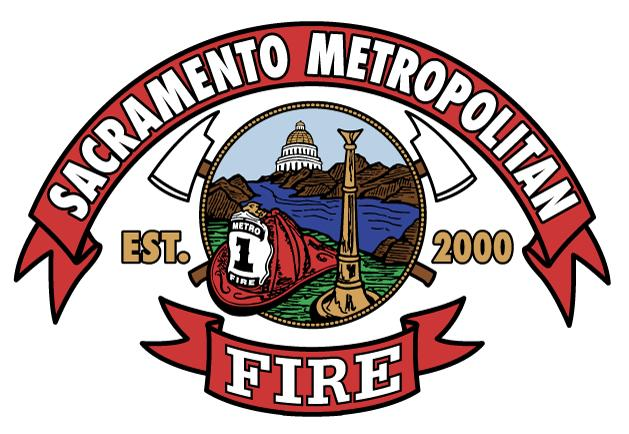 SACRAMENTO METROPOLITAN
EST. 2000
METRO
1
FIRE
FIRE